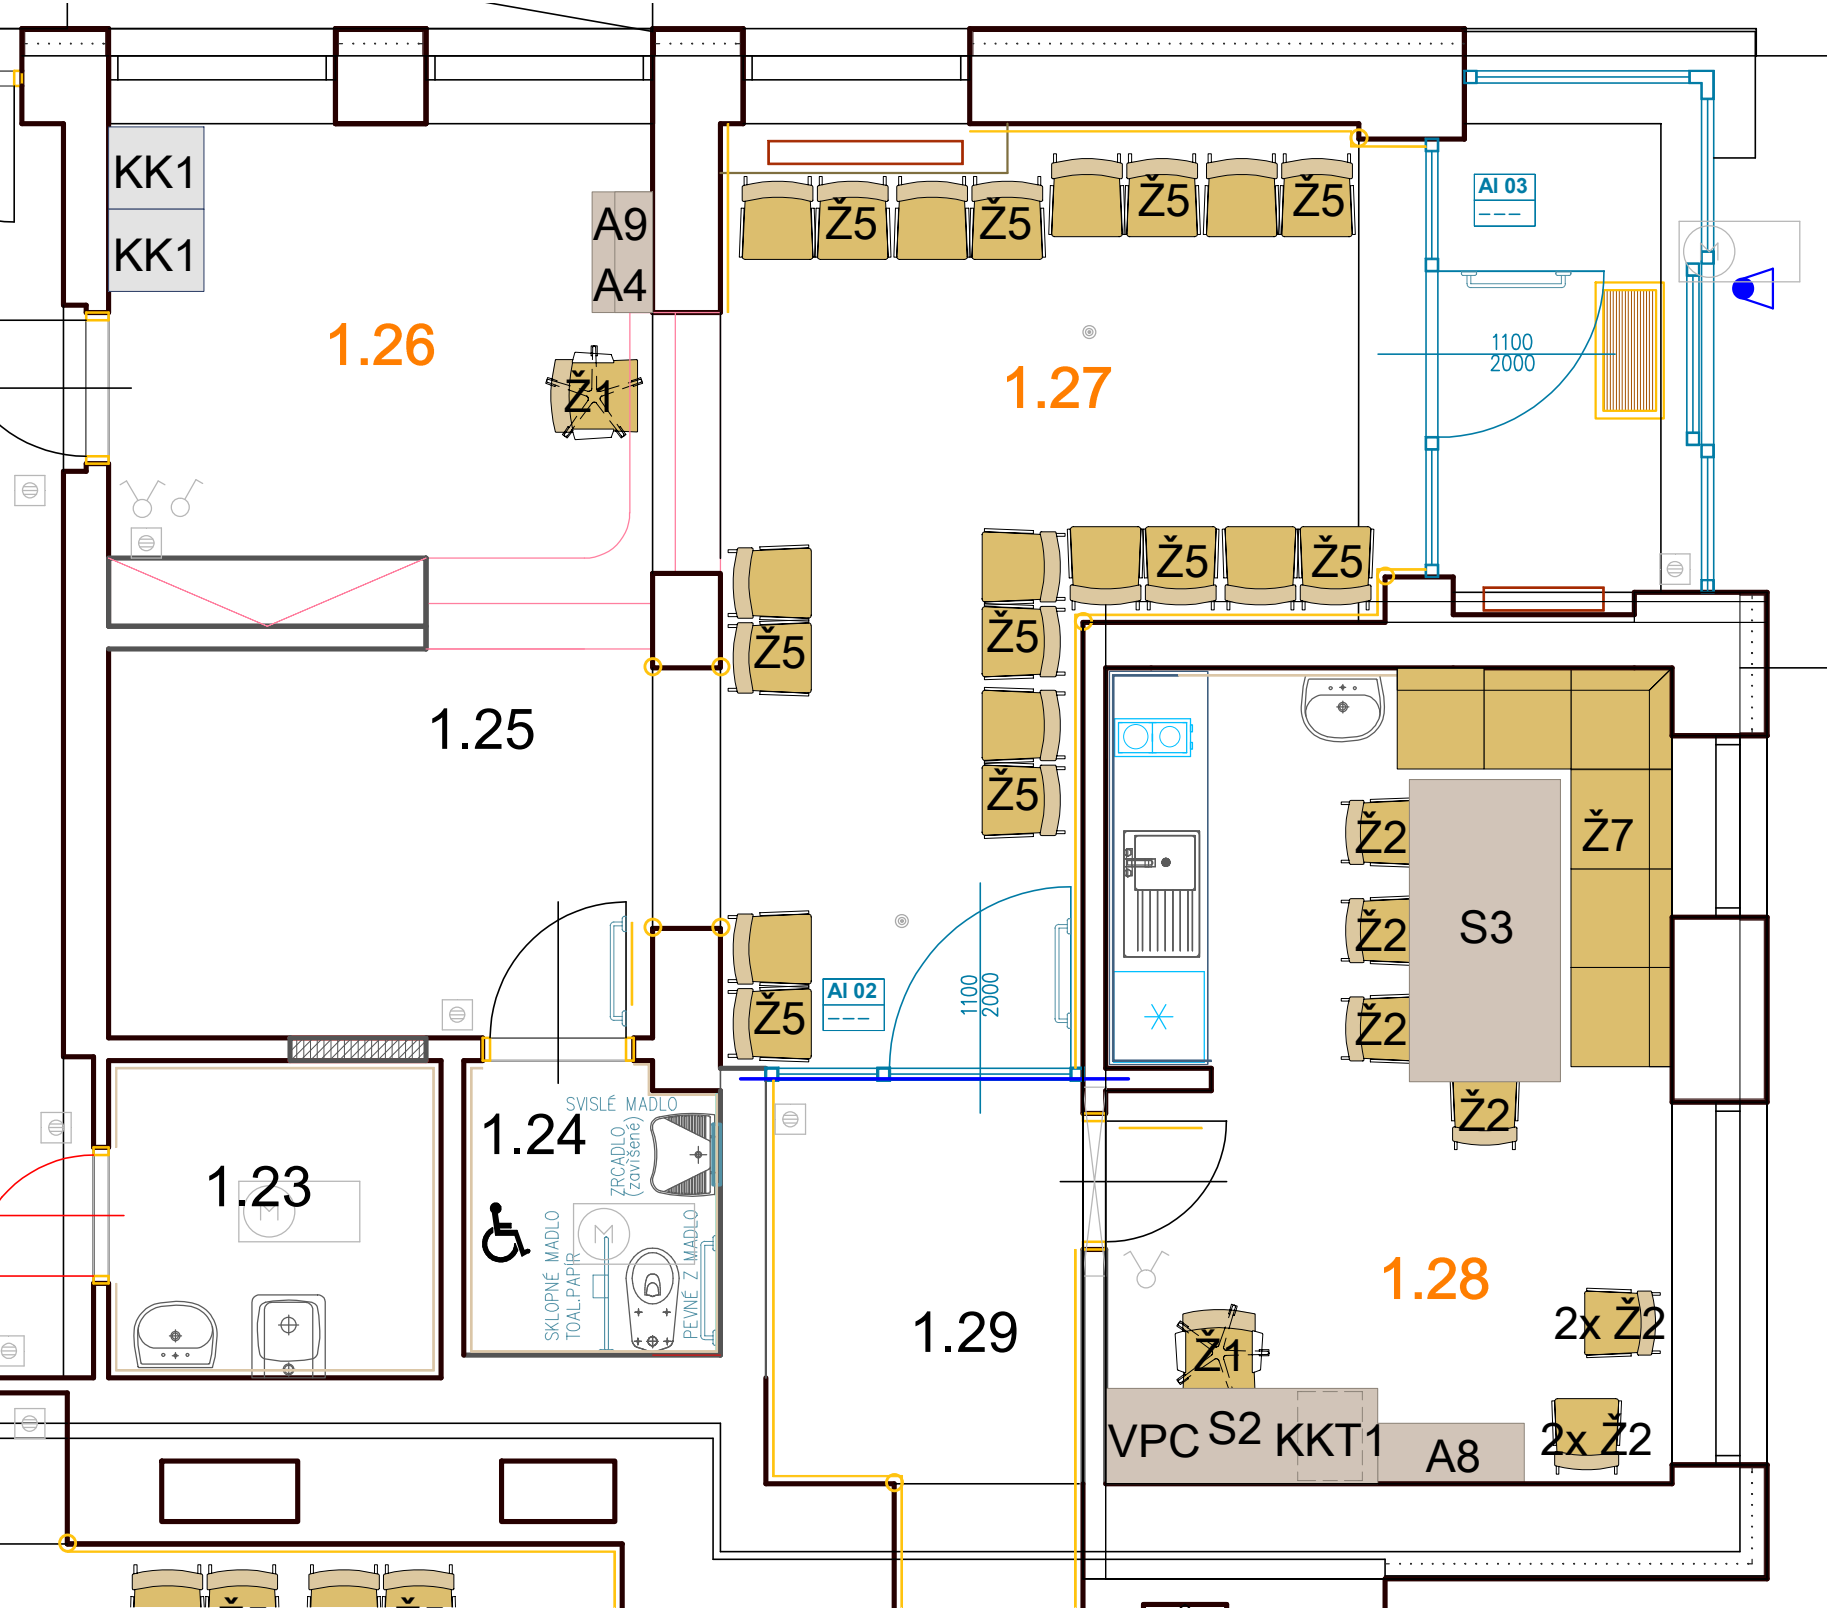 KK1
KK1
A9
A4
1.26
Ž1
Ž5
Ž5
Ž5
Ž5
AI 03
1100
2000
1.27
Ž5
Ž5
Ž5
Ž5
Ž5
1.25
Ž5
AI 02
1100
2000
Ž2
Ž2
Ž2
S3
Ž7
Ž2
1.23
M
1.24
SVISLÉ MADLO
ZRCADLO
(zavěšené)
M
SKLOPNÉ MADLO
TOAL.PAPÍR
PEVNÉ Z MADLO
1.29
1.28
M
Ž1
2x Ž2
VPC
S2
KKT1
A8
2x Ž2